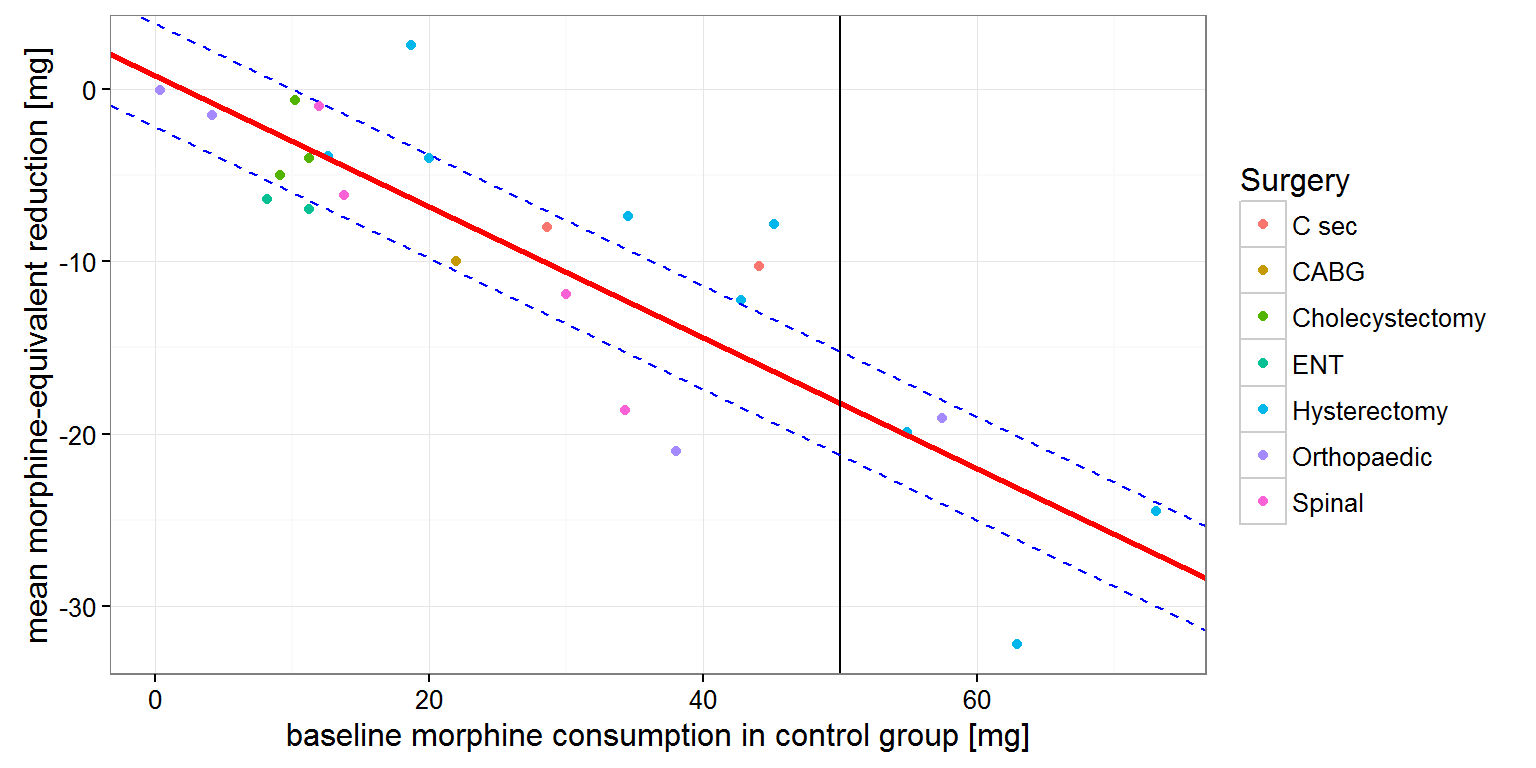 mean morphine-equivalent reduction [mg]
0
-10
-20
-30
0 20 40 60
baseline morphine consumption in control group [mg]
Surgery
C sec
CABG
Cholecystectomy
ENT
Hysterectomy
Orthopaedic
Spinal